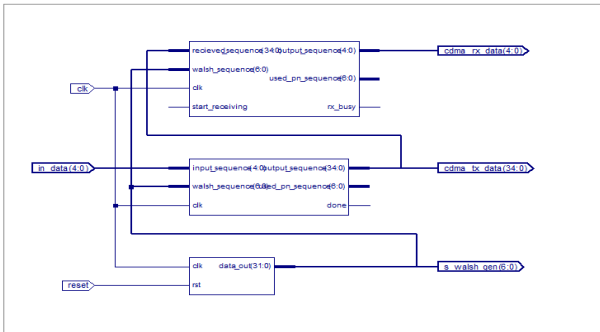 recieved_sequence(34:0) output_sequence(4:0) cdma_rx_data(4:0)
walsh_sequence(6:0) used_pn_sequence(6:0)
clk clk
start_receiving rx_busy
in_data(4:0) input_sequence(4:0) output_sequence(34:0) cdma_tx_data(34:0)
walsh_sequence(6:0) used_pn_sequence(6:0)
clk done
clk data_out(31:0) s_walsh_gen(6:0)
reset rst